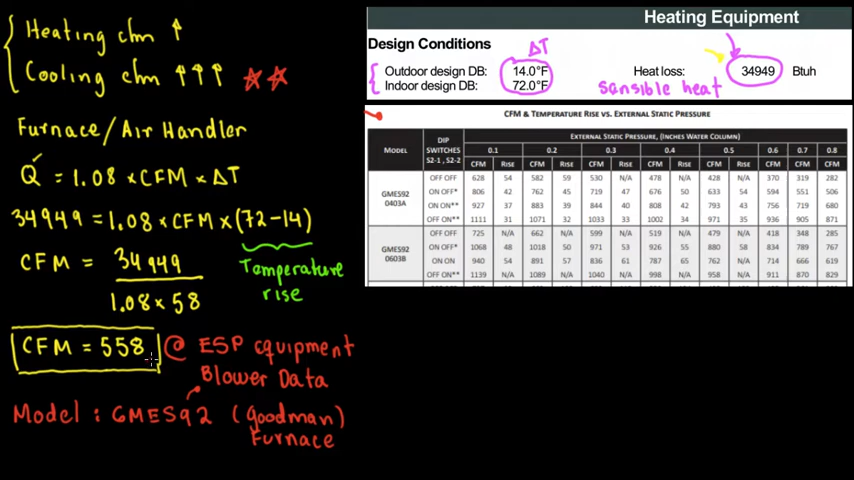 Heating cfm ↑
Cooling cfm ↑↑↑
Furnace/Air Handler
Q = 1.08 × CFM × ΔT
34949 = 1.08 × CFM × (72-14)
CFM = 34949
1.08 × 58
Temperature rise
CFM = 558 @ ESP equipment
Blower Data
Model : GMES92 (Goodman)
Furnace
Heating Equipment
Design Conditions
ΔT
Outdoor design DB: 14.0°F Heat loss: 34949 Btuh
Indoor design DB: 72.0°F sensible heat
CFM & TEMPERATURE RISE VS. EXTERNAL STATIC PRESSURE
MODEL DIP SWITCHES S2-1, S2-2 EXTERNAL STATIC PRESSURE, (INCHES WATER COLUMN)
0.1 0.2 0.3 0.4 0.5 0.6 0.7 0.8
CFM RISE CFM RISE CFM RISE CFM RISE CFM RISE CFM CFM CFM
GMES92 0403A
OFF OFF 628 54 582 59 530 N/A 478 N/A 428 N/A 370 319 282
ON OFF* 806 42 762 45 719 47 676 50 633 54 594 551 506
ON ON** 927 37 883 39 844 40 808 42 793 43 756 719 680
OFF ON** 1111 31 1071 32 1033 33 1002 34 971 35 936 905 871
GMES92 0603B
OFF OFF 725 N/A 662 N/A 599 N/A 519 N/A 479 N/A 418 348 285
ON OFF* 1068 48 1018 50 971 53 926 55 880 58 834 789 767
ON ON 940 54 891 57 836 61 787 65 762 N/A 714 666 619
OFF ON** 1139 N/A 1089 N/A 1040 N/A 998 N/A 958 N/A 911 870 829